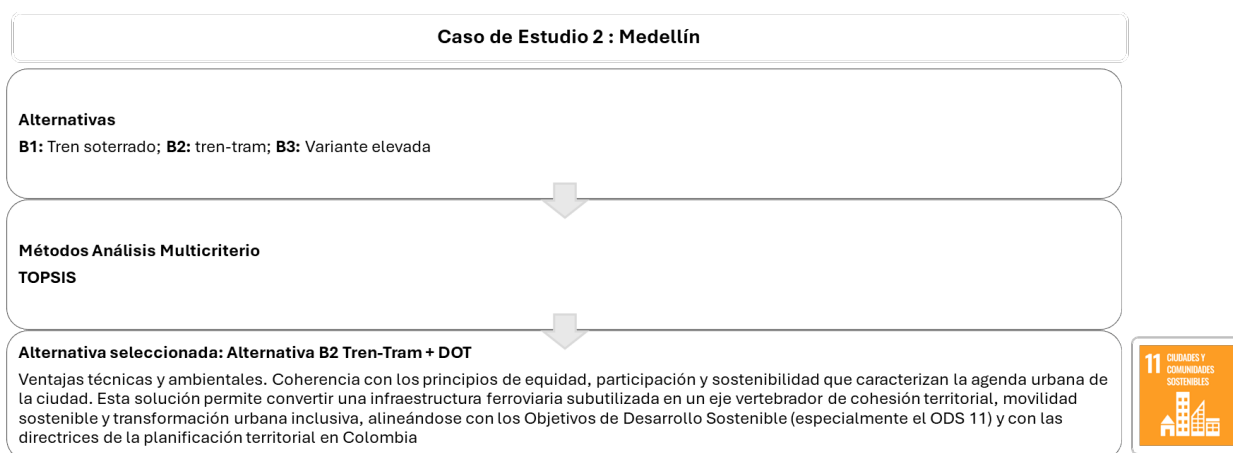 Caso de Estudio 2 : Medellín
Alternativas
B1: Tren soterrado; B2: tren-tram; B3: Variante elevada
Métodos Análisis Multicriterio
TOPSIS
Alternativa seleccionada: Alternativa B2 Tren-Tram + DOT
Ventajas técnicas y ambientales. Coherencia con los principios de equidad, participación y sostenibilidad que caracterizan la agenda urbana de
la ciudad. Esta solución permite convertir una infraestructura ferroviaria subutilizada en un eje vertebrador de cohesión territorial, movilidad
sostenible y transformación urbana inclusiva, alineándose con los Objetivos de Desarrollo Sostenible (especialmente el ODS 11) y con las
directrices de la planificación territorial en Colombia
11 CIUDADES Y
COMUNIDADES
SOSTENIBLES